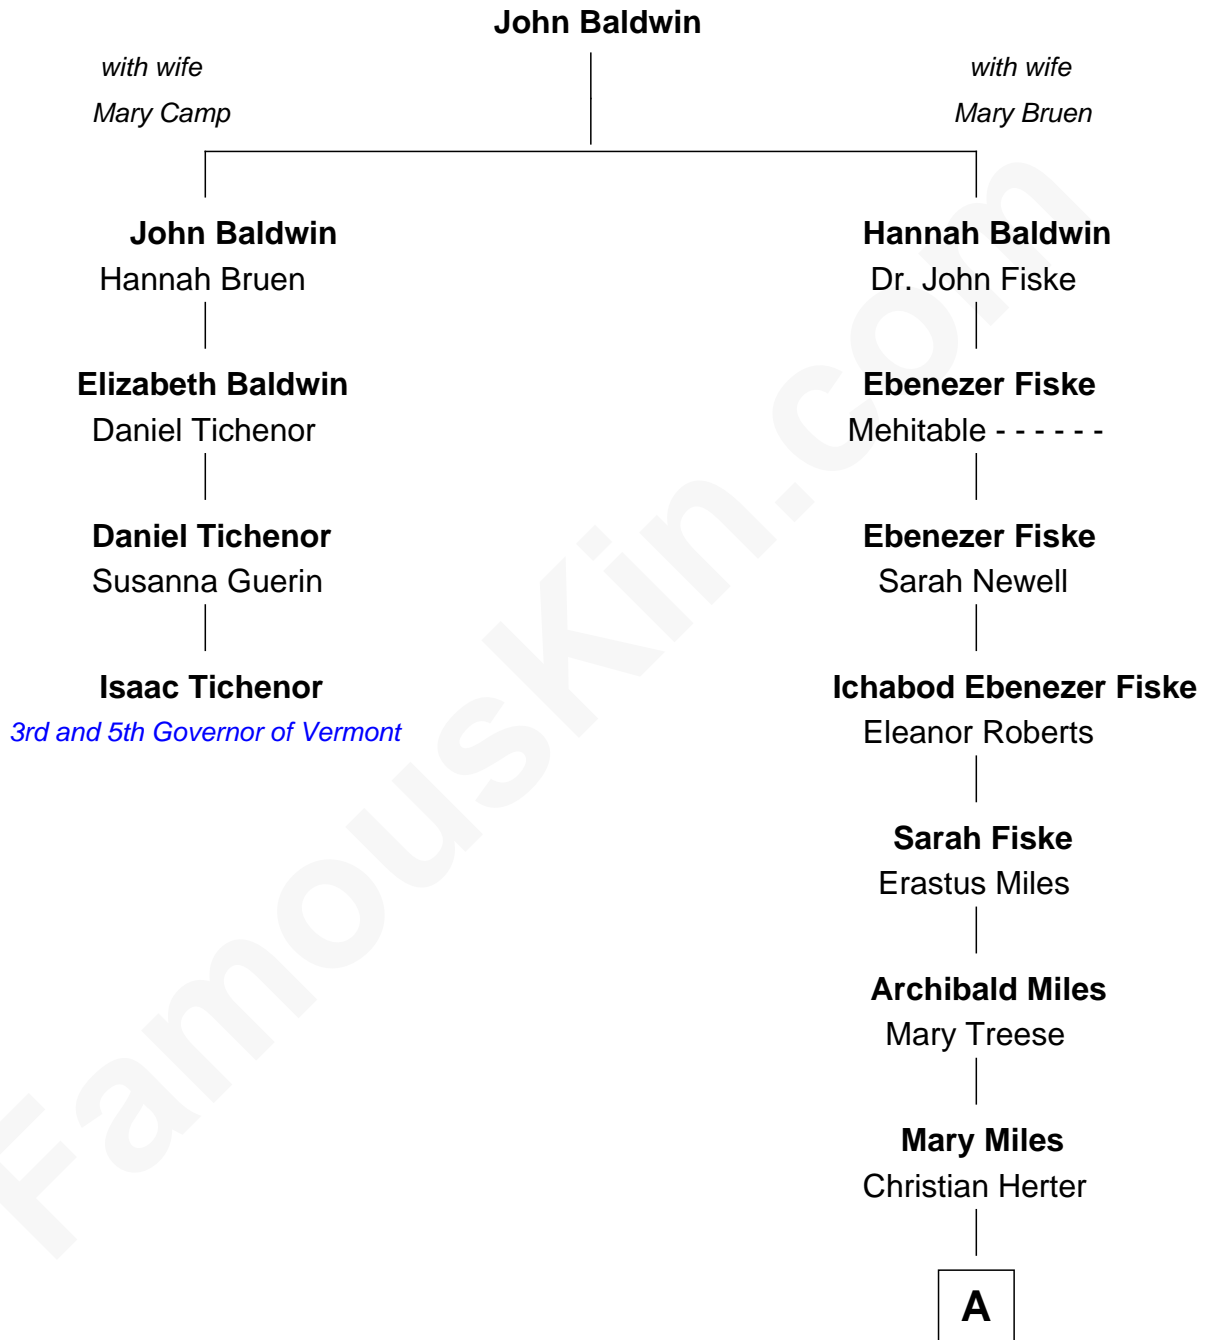 John Baldwin
with wife
Mary Camp
with wife
Mary Bruen
John Baldwin
Hannah Bruen
Hannah Baldwin
Dr. John Fiske
Elizabeth Baldwin
Daniel Tichenor
Ebenezer Fiske
Mehitable - - - - - -
Daniel Tichenor
Susanna Guerin
Ebenezer Fiske
Sarah Newell
Isaac Tichenor
3rd and 5th Governor of Vermont
Ichabod Ebenezer Fiske
Eleanor Roberts
Sarah Fiske
Erastus Miles
Archibald Miles
Mary Treese
Mary Miles
Christian Herter
A
FamousKin.com